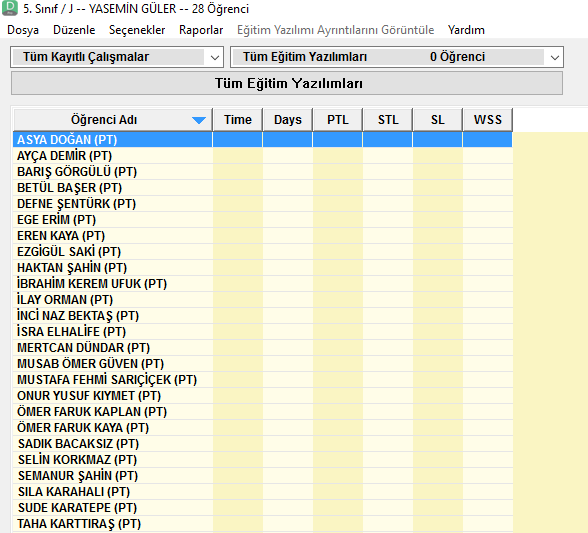 5. Sınıf / J -- YASEMİN GÜLER -- 28 Öğrenci
Dosya Düzenle Seçenekler Raporlar Eğitim Yazılımı Ayrıntılarını Görüntüle Yardım
Tüm Kayıtlı Çalışmalar Tüm Eğitim Yazılımları 0 Öğrenci
Tüm Eğitim Yazılımları
Öğrenci Adı Time Days PTL STL SL WSS
ASYA DOĞAN (PT)
AYÇA DEMİR (PT)
BARIŞ GÖRGÜLÜ (PT)
BETÜL BAŞER (PT)
DEFNE ŞENTÜRK (PT)
EGE ERİM (PT)
EREN KAYA (PT)
EZGİGÜL SAKİ (PT)
HAKTAN ŞAHİN (PT)
İBRAHİM KEREM UFUK (PT)
İLAY ORMAN (PT)
İNCİ NAZ BEKTAŞ (PT)
İSRA ELHALİFE (PT)
MERTCAN DÜNDAR (PT)
MUSAB ÖMER GÜVEN (PT)
MUSTAFA FEHMİ SARIÇİÇEK (PT)
ONUR YUSUF KIYMET (PT)
ÖMER FARUK KAPLAN (PT)
ÖMER FARUK KAYA (PT)
SADIK BACAKSIZ (PT)
SELİN KORKMAZ (PT)
SEMANUR ŞAHİN (PT)
SILA KARAHALI (PT)
SUDE KARATEPE (PT)
TAHA KARTTIRAŞ (PT)